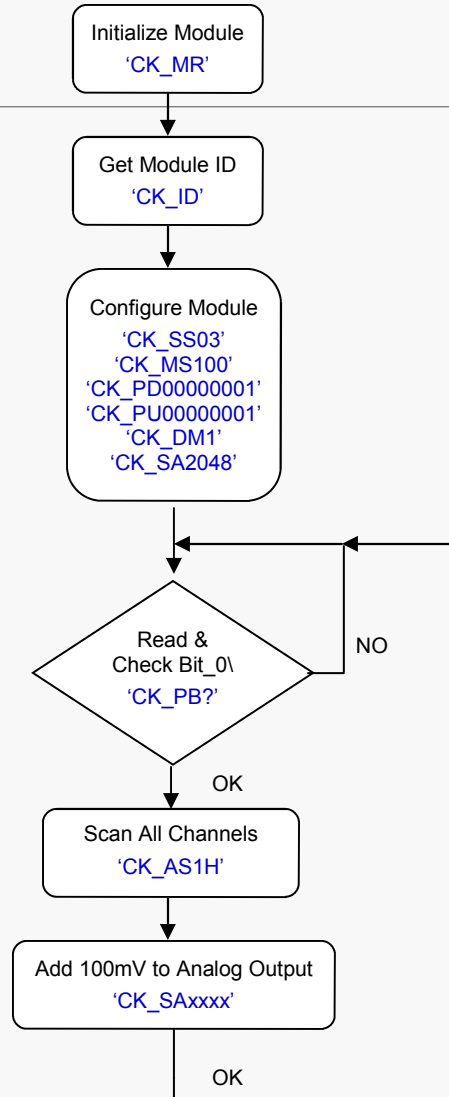 Initialize Module
‘CK_MR’
Get Module ID
‘CK_ID’
Configure Module
‘CK_SS03’
‘CK_MS100’
‘CK_PD00000001’
‘CK_PU00000001’
‘CK_DM1’
‘CK_SA2048’
Read &
Check Bit_0\
‘CK_PB?’
NO
OK
Scan All Channels
‘CK_AS1H’
Add 100mV to Analog Output
‘CK_SAxxxx’
OK